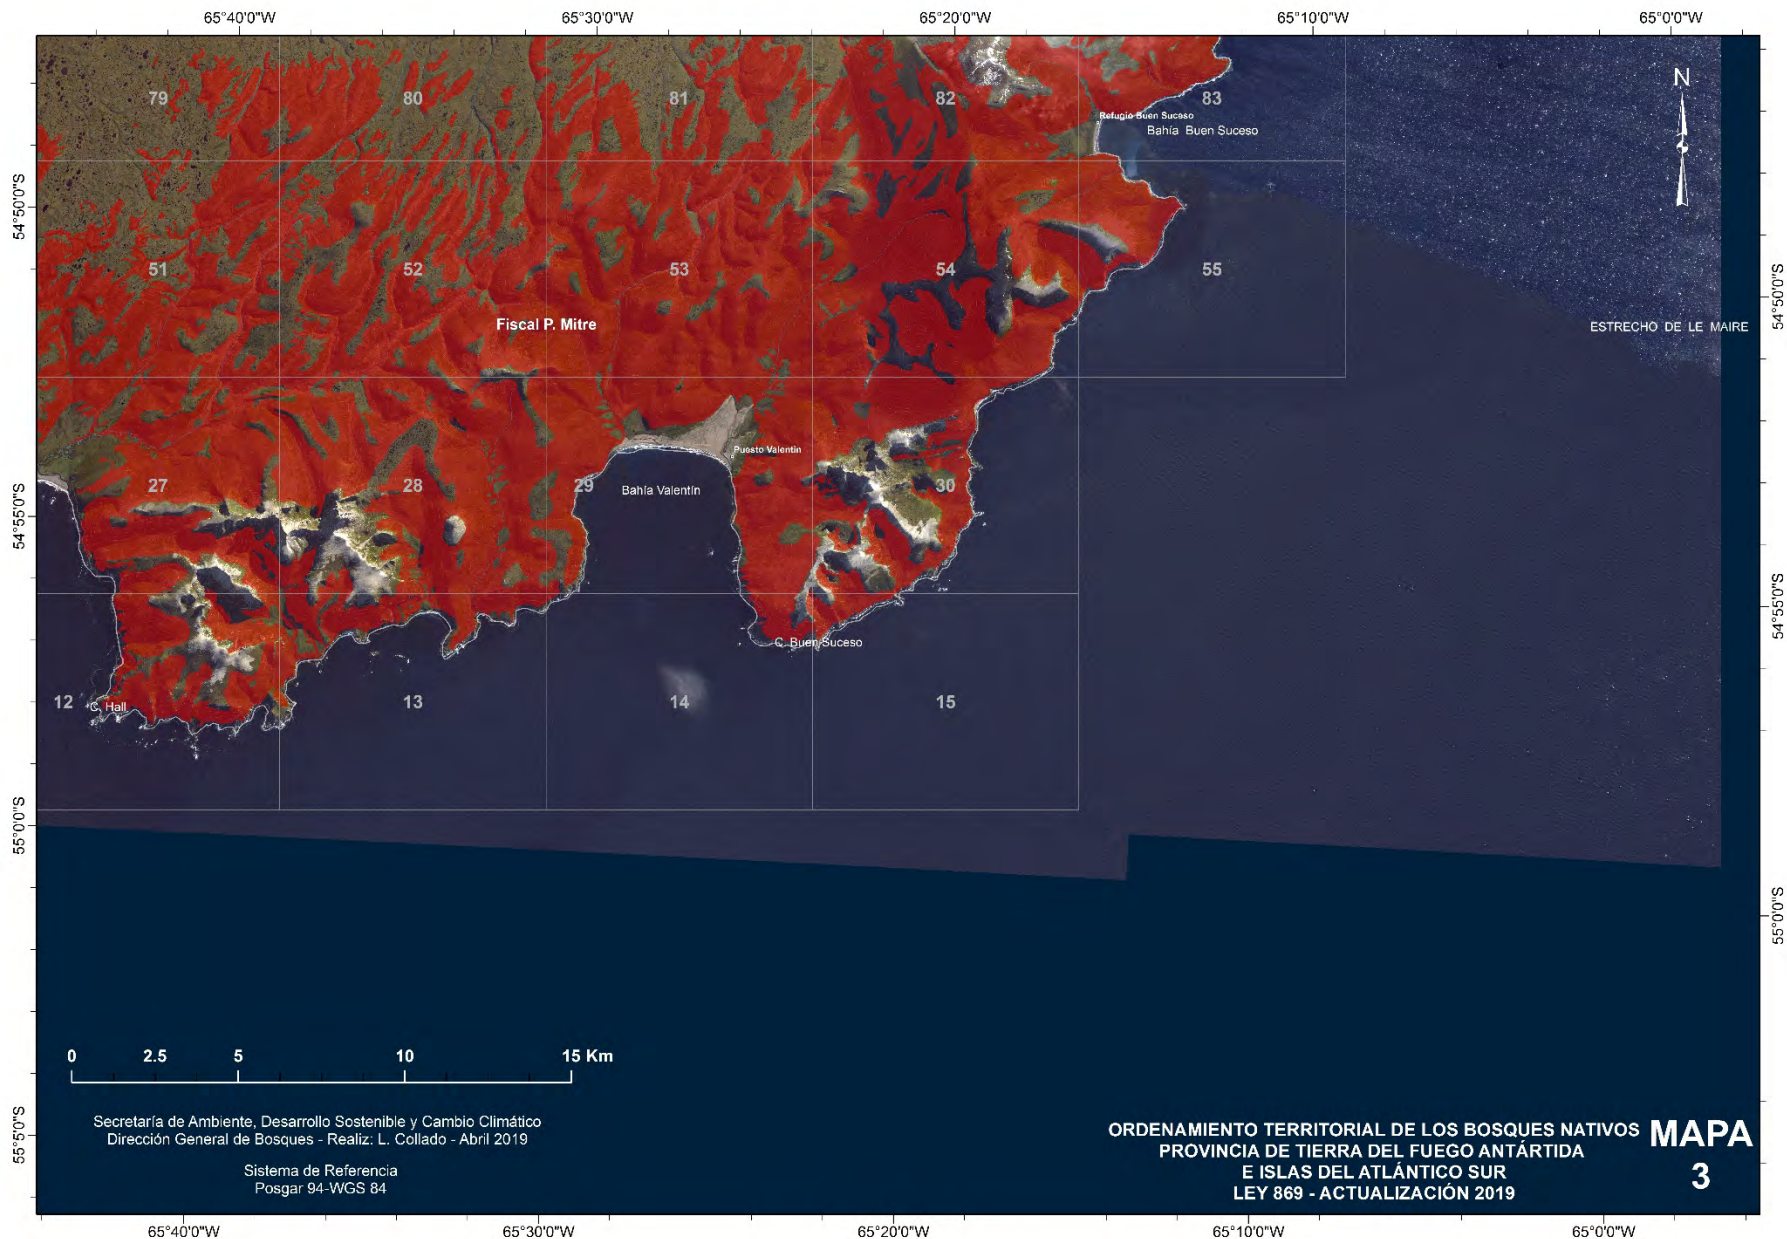 65°40'0"W 65°30'0"W 65°20'0"W 65°10'0"W 65°0'0"W
N
79 80 81 82 83
Refugio Buen Suceso
Bahía Buen Suceso
54°50'0"S
51 52 53 54 55
54°50'0"S
Fiscal P. Mitre
ESTRECHO DE LE MAIRE
Puesto Valentín
27 28 29 Bahía Valentín 30
54°55'0"S
54°55'0"S
C. Buen Suceso
12 C. Hall 13 14 15
55°0'0"S
55°0'0"S
0 2.5 5 10 15 Km
Secretaría de Ambiente, Desarrollo Sostenible y Cambio Climático
Dirección General de Bosques - Realiz: L. Collado - Abril 2019
Sistema de Referencia
Posgar 94-WGS 84
55°5'0"S
ORDENAMIENTO TERRITORIAL DE LOS BOSQUES NATIVOS
PROVINCIA DE TIERRA DEL FUEGO ANTÁRTIDA
E ISLAS DEL ATLÁNTICO SUR
LEY 869 - ACTUALIZACIÓN 2019
MAPA
3
65°40'0"W 65°30'0"W 65°20'0"W 65°10'0"W 65°0'0"W